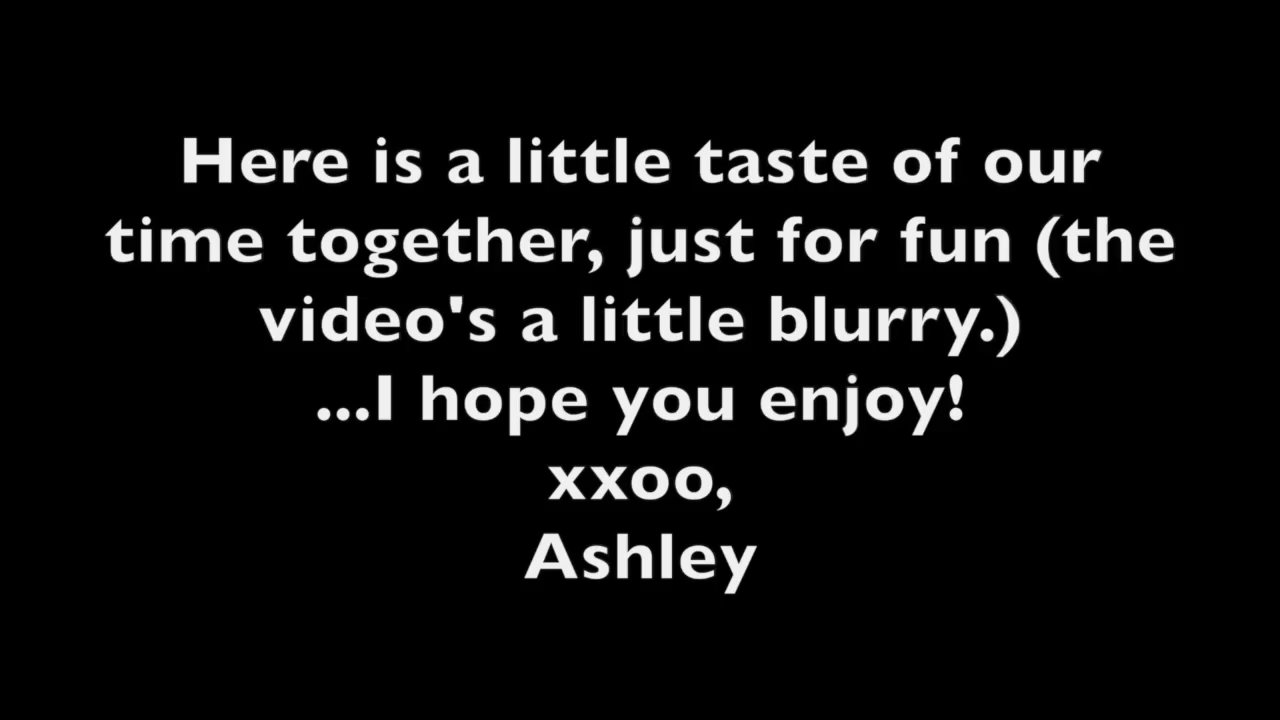 Here is a little taste of our
time together, just for fun (the
video's a little blurry.)
...I hope you enjoy!
xxoo,
Ashley